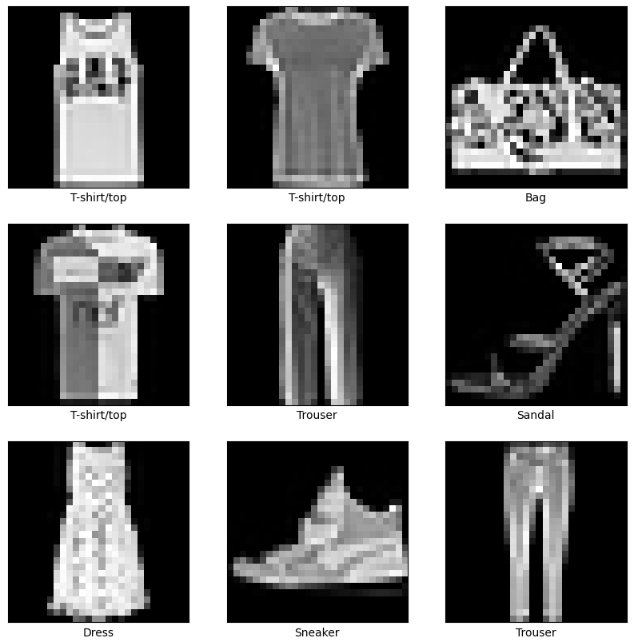 T-shirt/top
T-shirt/top
Bag
T-shirt/top
Trouser
Sandal
Dress
Sneaker
Trouser